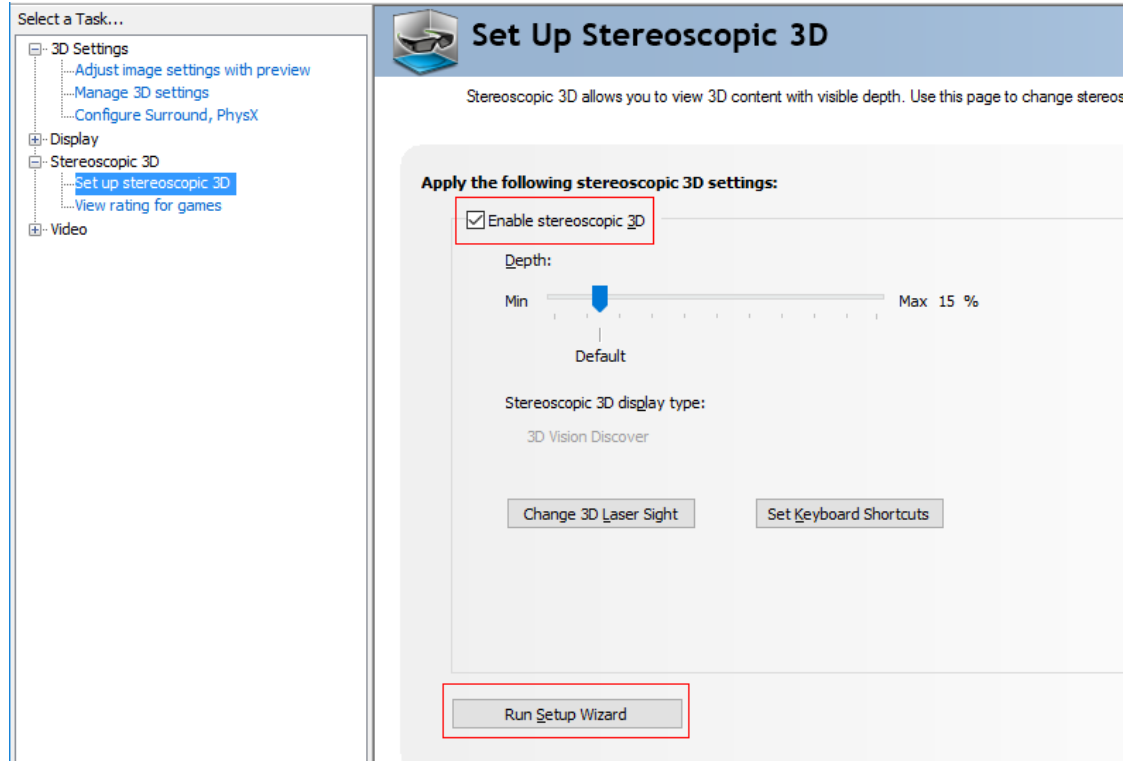 Select a Task...
3D Settings
Adjust image settings with preview
Manage 3D settings
Configure Surround, PhysX
Display
Stereoscopic 3D
Set up stereoscopic 3D
View rating for games
Video
Set Up Stereoscopic 3D
Stereoscopic 3D allows you to view 3D content with visible depth. Use this page to change stereos
Apply the following stereoscopic 3D settings:
Enable stereoscopic 3D
Depth:
Min Max 15 %
Default
Stereoscopic 3D display type:
3D Vision Discover
Change 3D Laser Sight Set Keyboard Shortcuts
Run Setup Wizard